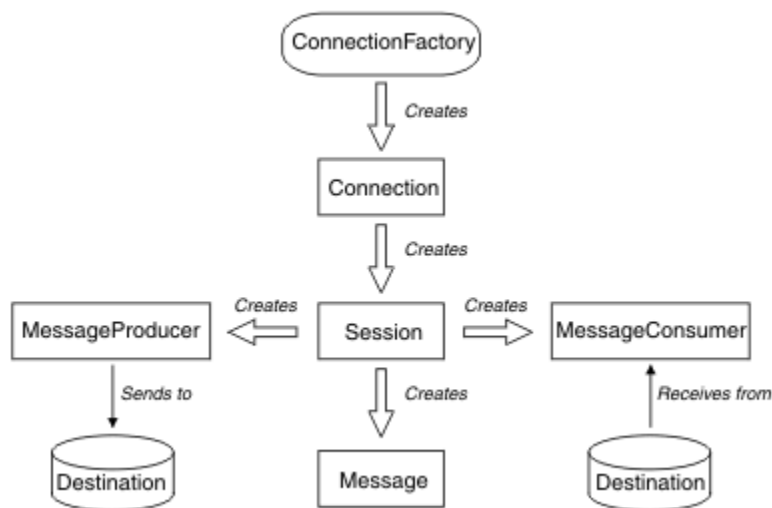 ConnectionFactory
Creates
Connection
Creates
Creates
Creates
MessageProducer
Session
MessageConsumer
Sends to
Creates
Receives from
Destination
Message
Destination